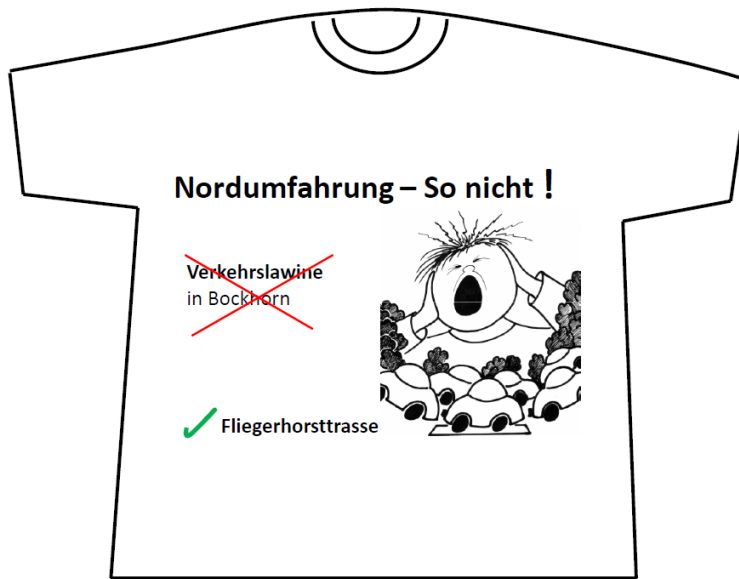 Nordumfahrung – So nicht !
Verkehrslawine
in Bockhorn
Fliegerhorsttrasse